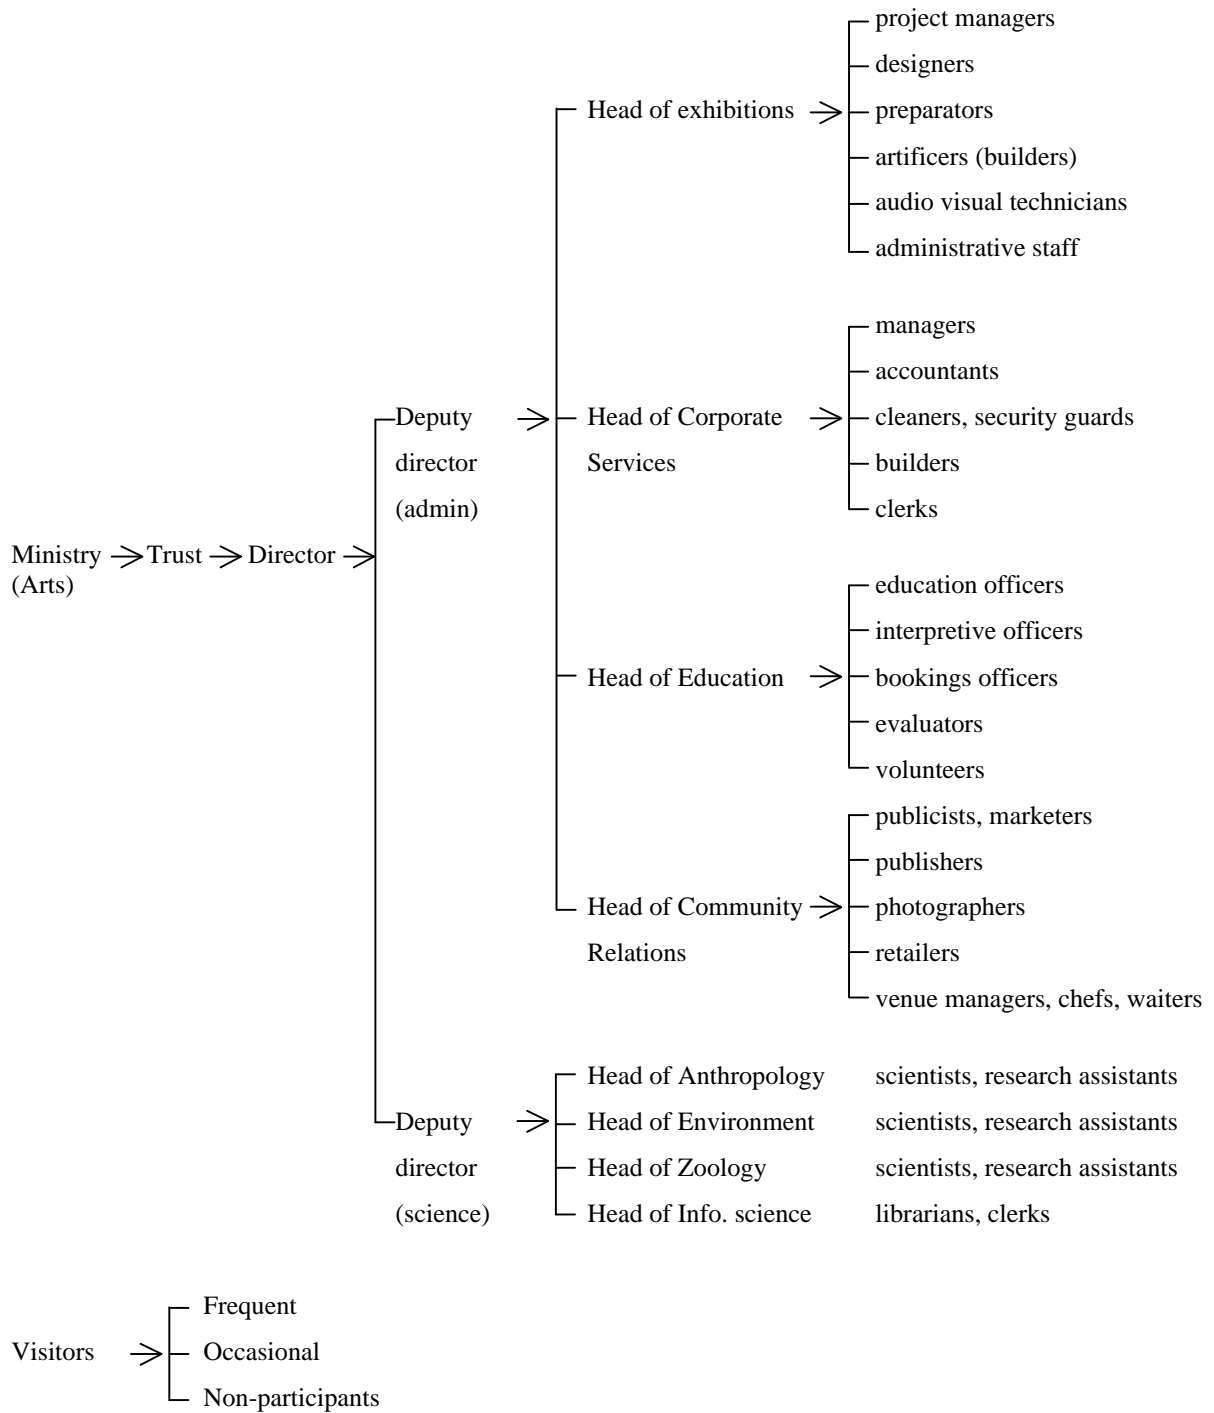 project managers
designers
Head of exhibitions
preparators
artificers (builders)
audio visual technicians
administrative staff
managers
accountants
Deputy
director
(admin)
Head of Corporate
Services
cleaners, security guards
builders
clerks
Ministry
(Arts)
Trust
Director
education officers
interpretive officers
Head of Education
bookings officers
evaluators
volunteers
publicists, marketers
publishers
Head of Community
Relations
photographers
retailers
venue managers, chefs, waiters
Deputy
director
(science)
Head of Anthropology
scientists, research assistants
Head of Environment
scientists, research assistants
Head of Zoology
scientists, research assistants
Head of Info. science
librarians, clerks
Visitors
Frequent
Occasional
Non-participants